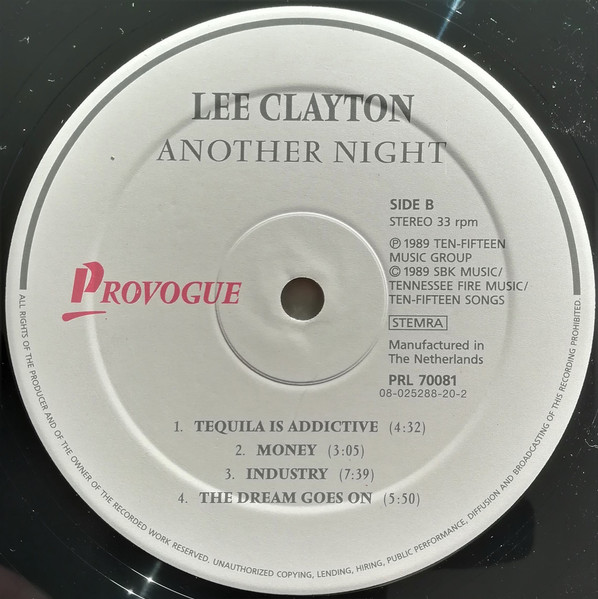 LEE CLAYTON
ANOTHER NIGHT
SIDE B
STEREO 33 rpm
℗ 1989 TEN-FIFTEEN
MUSIC GROUP
© 1989 SBK MUSIC/
TENNESSEE FIRE MUSIC/
TEN-FIFTEEN SONGS
PROVOGUE
STEMRA
Manufactured in
The Netherlands
PRL 70081
08-025288-20-2
1. TEQUILA IS ADDICTIVE (4:32)
2. MONEY (3:05)
3. INDUSTRY (7:39)
4. THE DREAM GOES ON (5:50)
ALL RIGHTS OF THE PRODUCER AND OF THE OWNER OF THE RECORDED WORK RESERVED. UNAUTHORIZED COPYING, LENDING, HIRING, PUBLIC PERFORMANCE, DIFFUSION AND BROADCASTING OF THIS RECORDING PROHIBITED.